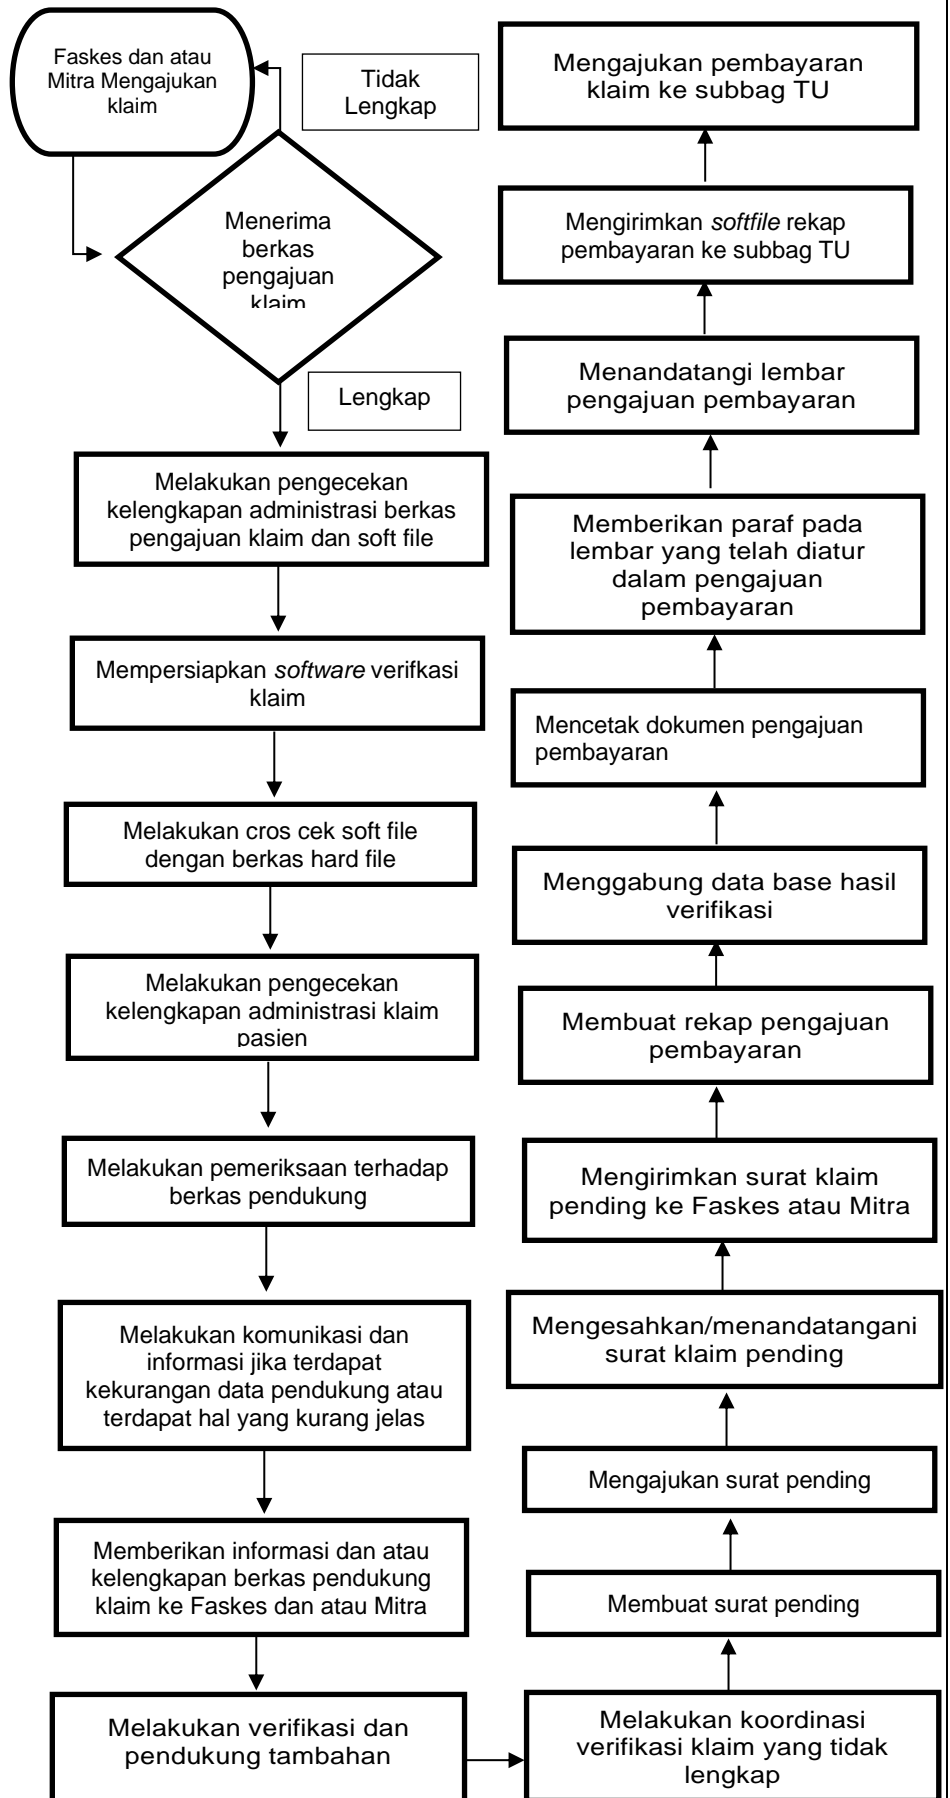 Faskes dan atau
Mitra Mengajukan
klaim
Tidak
Lengkap
Menerima
berkas
pengajuan
klaim
Lengkap
Melakukan pengecekan
kelengkapan administrasi berkas
pengajuan klaim dan soft file
Mempersiapkan software verifkasi
klaim
Melakukan cros cek soft file
dengan berkas hard file
Melakukan pengecekan
kelengkapan administrasi klaim
pasien
Melakukan pemeriksaan terhadap
berkas pendukung
Melakukan komunikasi dan
informasi jika terdapat
kekurangan data pendukung atau
terdapat hal yang kurang jelas
Memberikan informasi dan atau
kelengkapan berkas pendukung
klaim ke Faskes dan atau Mitra
Melakukan verifikasi dan
pendukung tambahan
Melakukan koordinasi
verifikasi klaim yang tidak
lengkap
Membuat surat pending
Mengajukan surat pending
Mengesahkan/menandatangani
surat klaim pending
Mengirimkan surat klaim
pending ke Faskes atau Mitra
Membuat rekap pengajuan
pembayaran
Menggabung data base hasil
verifikasi
Mencetak dokumen pengajuan
pembayaran
Memberikan paraf pada
lembar yang telah diatur
dalam pengajuan
pembayaran
Menandatangi lembar
pengajuan pembayaran
Mengirimkan softfile rekap
pembayaran ke subbag TU
Mengajukan pembayaran
klaim ke subbag TU